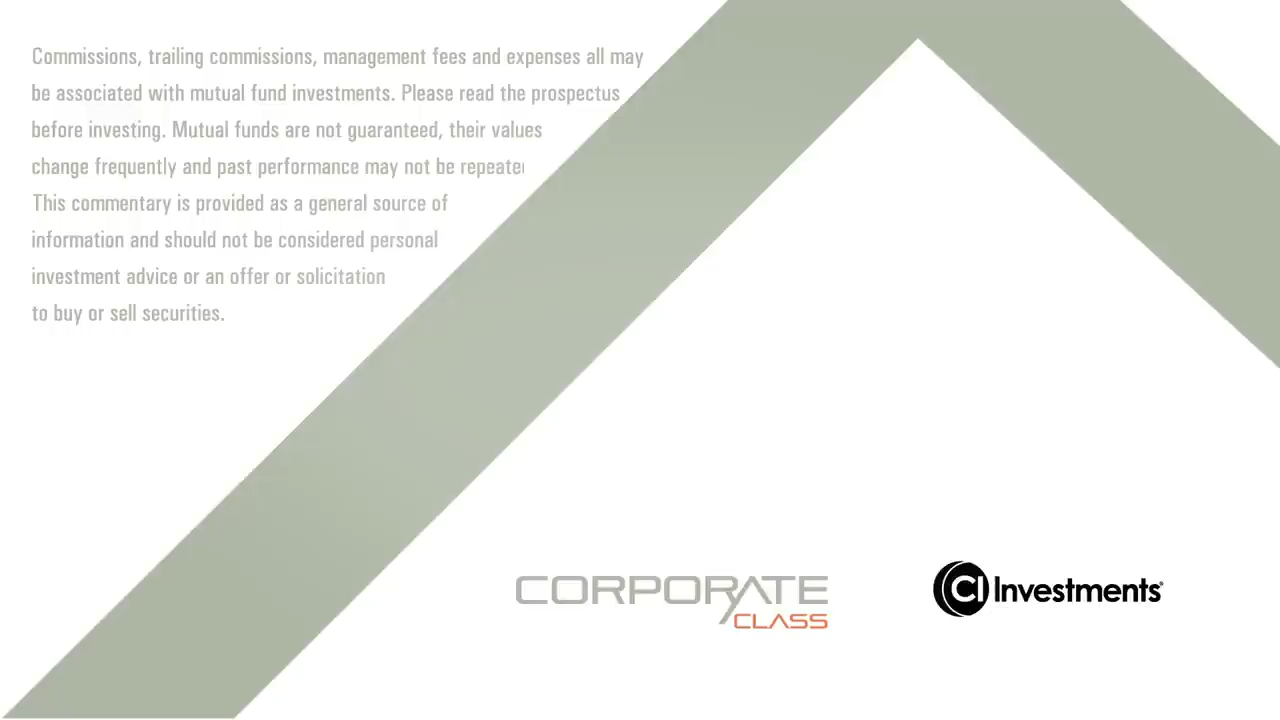 Commissions, trailing commissions, management fees and expenses all may
be associated with mutual fund investments. Please read the prospectus
before investing. Mutual funds are not guaranteed, their values
change frequently and past performance may not be repeated
This commentary is provided as a general source of
information and should not be considered personal
investment advice or an offer or solicitation
to buy or sell securities.
CORPORATE
CLASS
CI Investments®